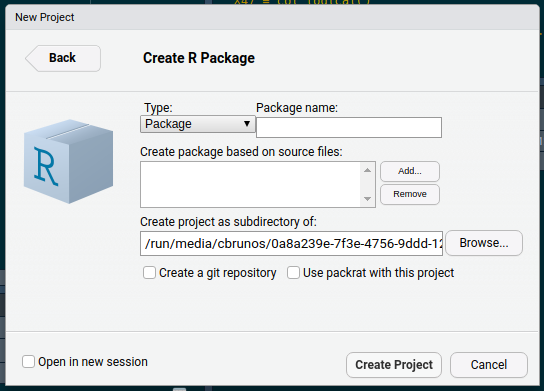 New Project
Back
Create R Package
Type:
Package name:
Package
Create package based on source files:
Add...
Remove
Create project as subdirectory of:
/run/media/cbrunos/0a8a239e-7f3e-4756-9ddd-12
Browse...
Create a git repository
Use packrat with this project
Open in new session
Create Project
Cancel
R